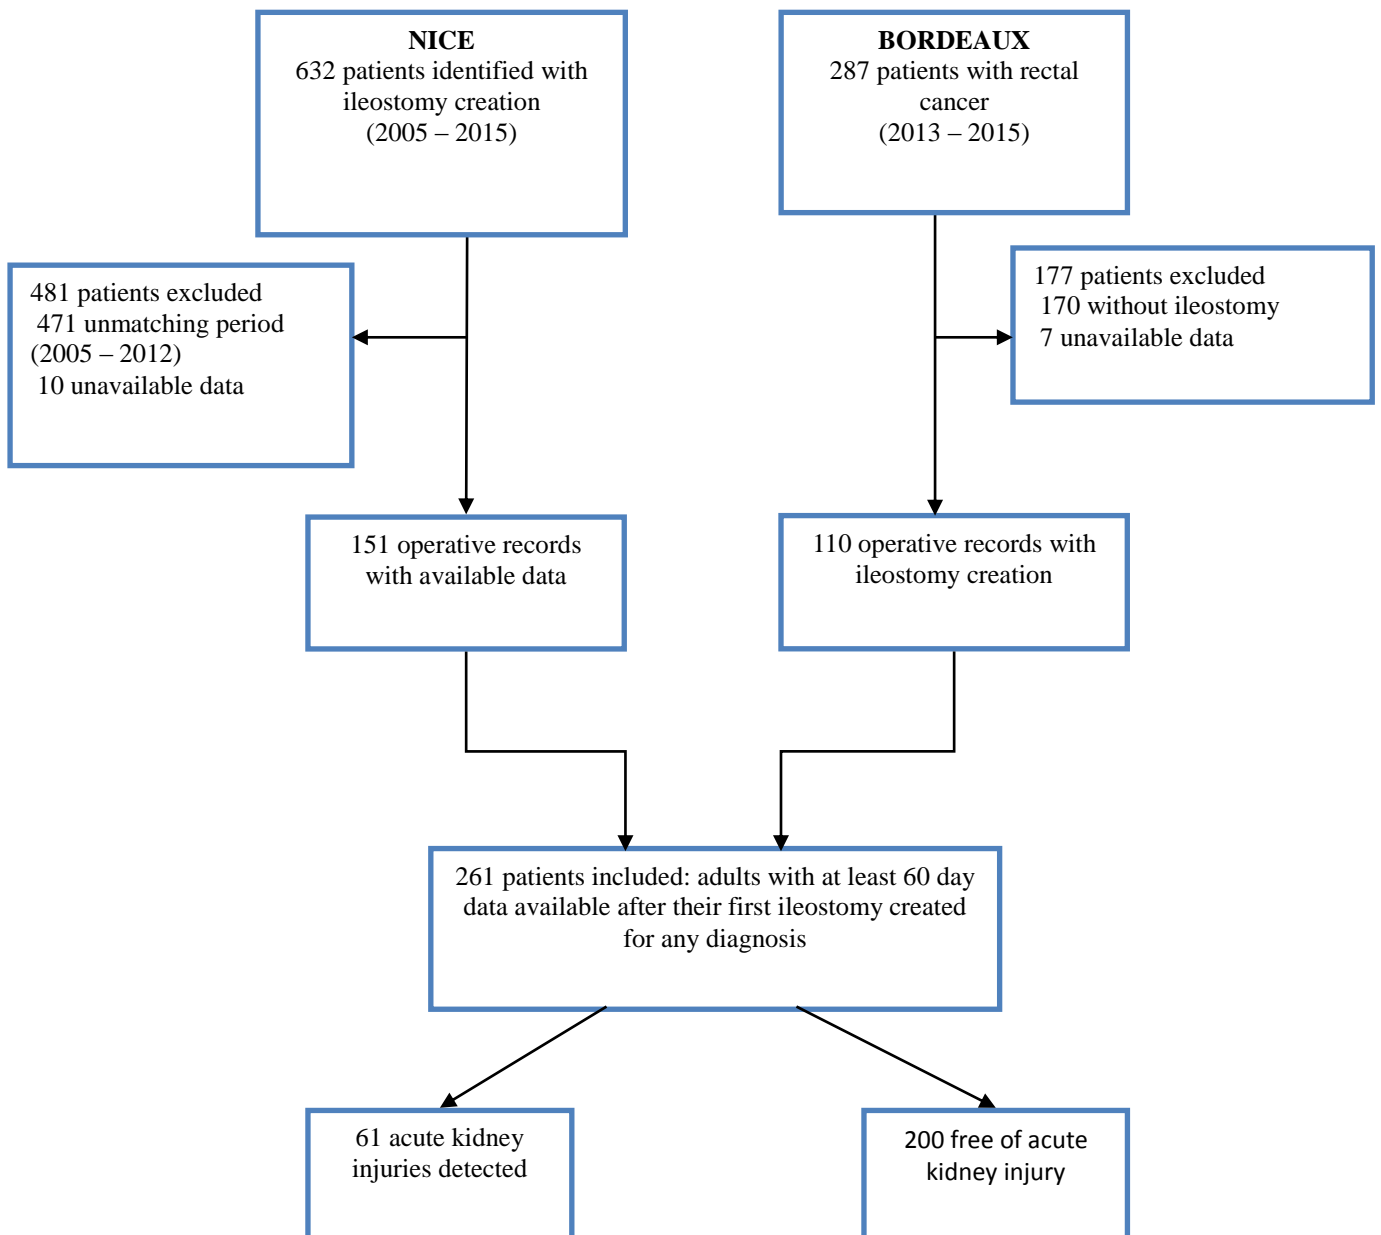 NICE
632 patients identified with
ileostomy creation
(2005 – 2015)
BORDEAUX
287 patients with rectal
cancer
(2013 – 2015)
481 patients excluded
471 unmatching period
(2005 – 2012)
10 unavailable data
177 patients excluded
170 without ileostomy
7 unavailable data
151 operative records
with available data
110 operative records with
ileostomy creation
261 patients included: adults with at least 60 day
data available after their first ileostomy created
for any diagnosis
61 acute kidney
injuries detected
200 free of acute
kidney injury